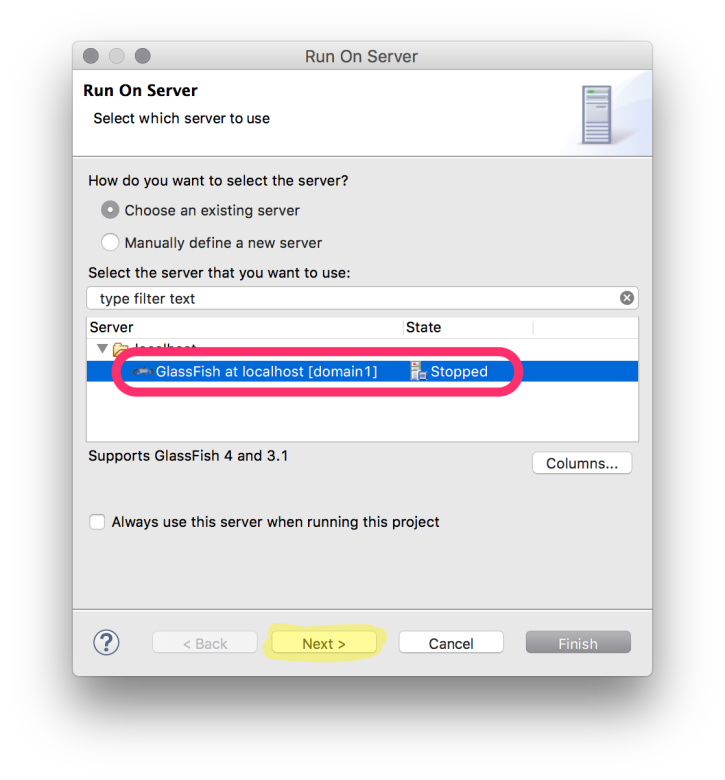 Run On Server
Run On Server
Select which server to use
How do you want to select the server?
Choose an existing server
Manually define a new server
Select the server that you want to use:
type filter text
Server State
localhost
GlassFish at localhost [domain1] Stopped
Supports GlassFish 4 and 3.1
Columns...
Always use this server when running this project
? < Back Next > Cancel Finish